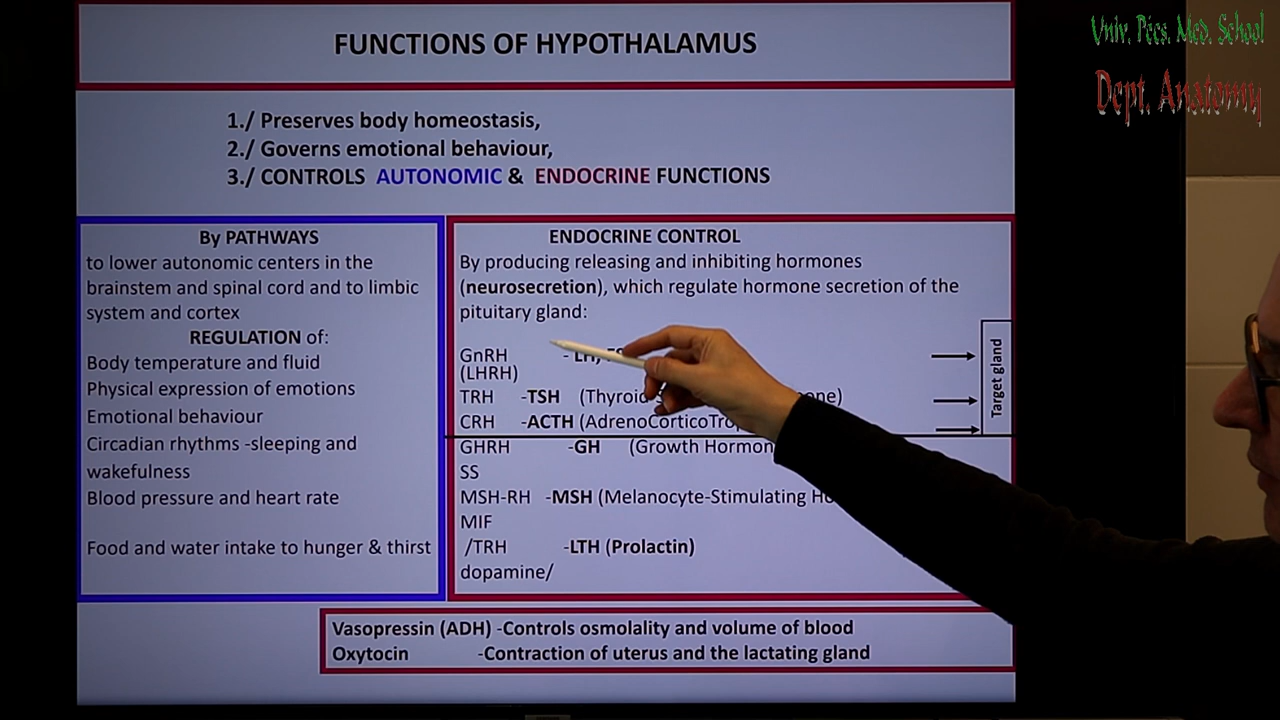 Univ. Pécs. Med. School
Dept. Anatomy
FUNCTIONS OF HYPOTHALAMUS
1./ Preserves body homeostasis,
2./ Governs emotional behaviour,
3./ CONTROLS AUTONOMIC & ENDOCRINE FUNCTIONS
By PATHWAYS
to lower autonomic centers in the
brainstem and spinal cord and to limbic
system and cortex
REGULATION of:
Body temperature and fluid
Physical expression of emotions
Emotional behaviour
Circadian rhythms -sleeping and
wakefulness
Blood pressure and heart rate
Food and water intake to hunger & thirst
ENDOCRINE CONTROL
By producing releasing and inhibiting hormones
(neurosecretion), which regulate hormone secretion of the
pituitary gland:
GnRH - LH,
(LHRH)
TRH -TSH
CRH -ACTH
GHRH -GH (Growth
SS
MSH-RH -MSH (Melanocyte-Stimulating
MIF
/TRH -LTH (Prolactin)
dopamine/
Target gland
Vasopressin (ADH) -Controls osmolality and volume of blood
Oxytocin -Contraction of uterus and the lactating gland